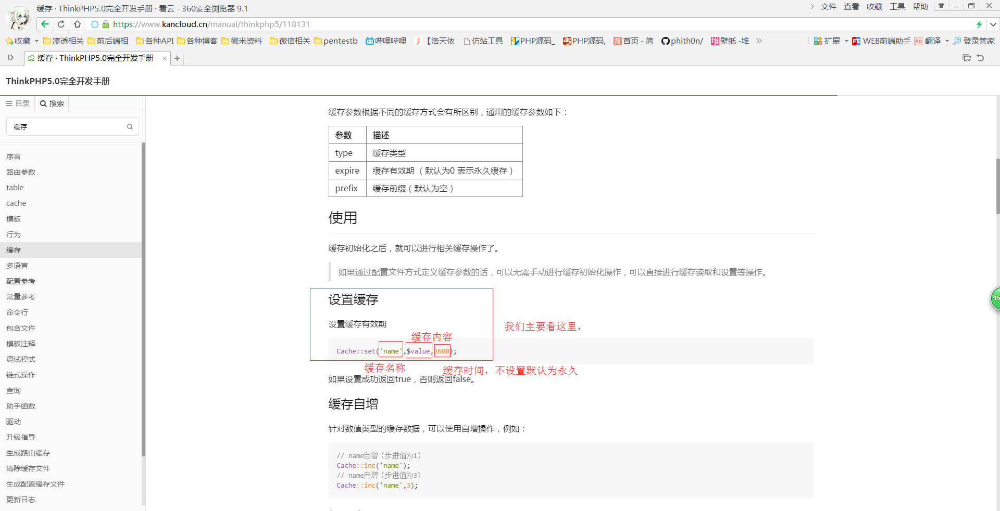 缓存 · ThinkPHP5.0完全开发手册 · 看云 - 360安全浏览器 9.1
文件 查看 收藏 工具 帮助
https://www.kancloud.cn/manual/thinkphp5/118131
收藏 渗透相关 前后端相 各种API 各种博客 微米资料 微信相关 pentestb 哔哩哔哩 【洛天依 仿站工具 PHP源码_ PHP源码, 简 首页 - 简 phith0n/ 堆 壁纸 -堆 扩展 WEB前端助手 翻译 登录管家
缓存 · ThinkPHP5.0完全开发手册 ·
ThinkPHP5.0完全开发手册
目录 搜索
缓存
序言
路由参数
table
cache
模板
行为
缓存
多语言
配置参考
常量参考
命令行
包含文件
模板注释
调试模式
链式操作
查询
助手函数
驱动
升级指导
生成路由缓存
清除缓存文件
生成配置缓存文件
更新日志
缓存参数根据不同的缓存方式会有所区别，通用的缓存参数如下：
参数 描述
type 缓存类型
expire 缓存有效期 （默认为0 表示永久缓存）
prefix 缓存前缀（默认为空）
使用
缓存初始化之后，就可以进行相关缓存操作了。
如果通过配置文件方式定义缓存参数的话，可以无需手动进行缓存初始化操作，可以直接进行缓存读取和设置等操作。
设置缓存
设置缓存有效期
我们主要看这里，
缓存内容
Cache::set('name',$value,3600);
缓存名称
缓存时间，不设置默认为永久
如果设置成功返回true，否则返回false。
缓存自增
针对数值类型的缓存数据，可以使用自增操作，例如：
// name自增（步进值为1）
Cache::inc('name');
// name自增（步进值为3）
Cache::inc('name',3);
45